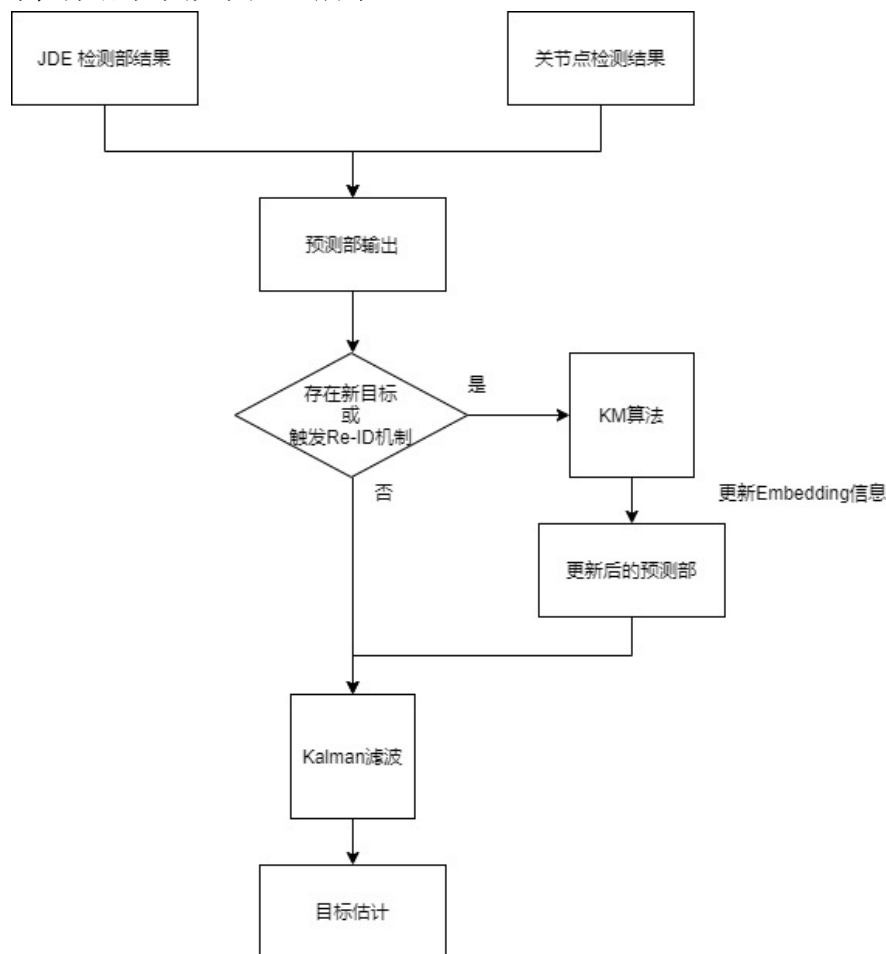 JDE 检测部结果
关节点检测结果
预测部输出
存在新目标
或
触发Re-ID机制
是
KM算法
否
更新Embedding信息
更新后的预测部
Kalman滤波
目标估计